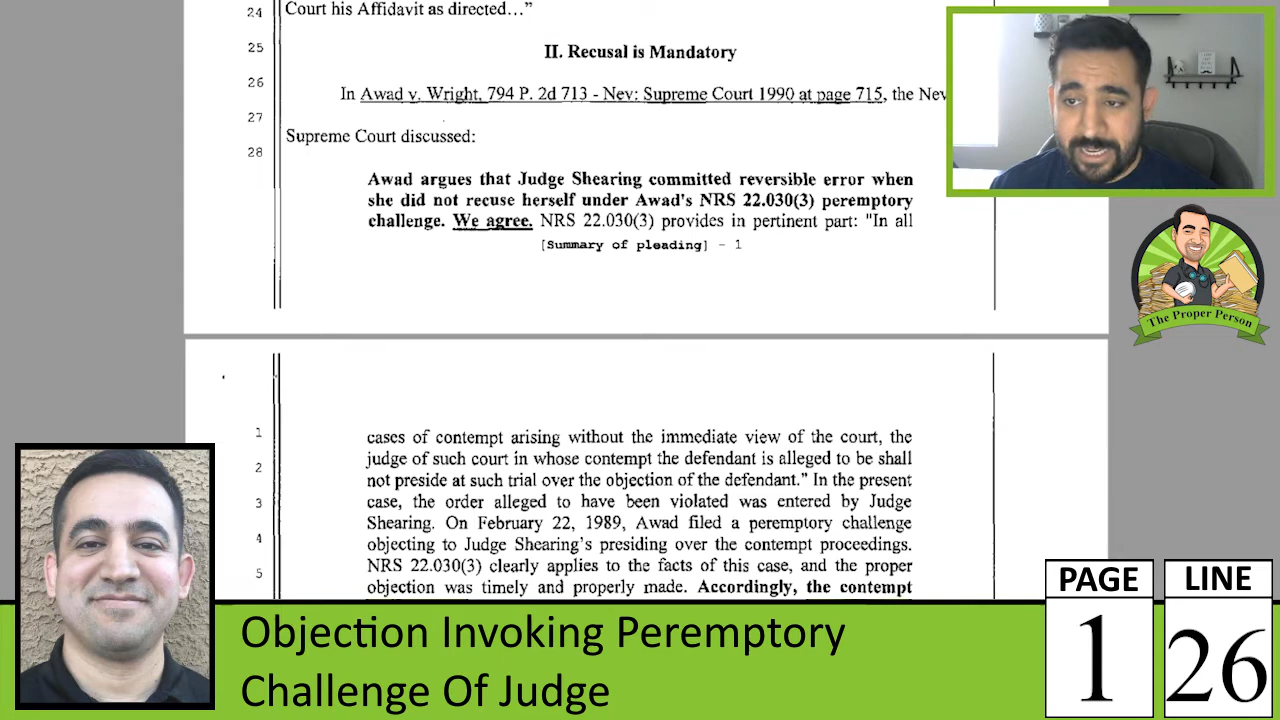 24 Court his Affidavit as directed…”
25 II. Recusal is Mandatory
26 In Awad v. Wright, 794 P. 2d 713 - Nev: Supreme Court 1990 at page 715, the Nev
27
Supreme Court discussed:
28
Awad argues that Judge Shearing committed reversible error when
she did not recuse herself under Awad's NRS 22.030(3) peremptory
challenge. We agree. NRS 22.030(3) provides in pertinent part: "In all
[Summary of pleading] - 1
1 cases of contempt arising without the immediate view of the court, the
2 judge of such court in whose contempt the defendant is alleged to be shall
not preside at such trial over the objection of the defendant." In the present
3 case, the order alleged to have been violated was entered by Judge
Shearing. On February 22, 1989, Awad filed a peremptory challenge
4 objecting to Judge Shearing's presiding over the contempt proceedings.
NRS 22.030(3) clearly applies to the facts of this case, and the proper
5 objection was timely and properly made. Accordingly, the contempt
The Proper Person
Objection Invoking Peremptory
Challenge Of Judge
PAGE
1
LINE
26